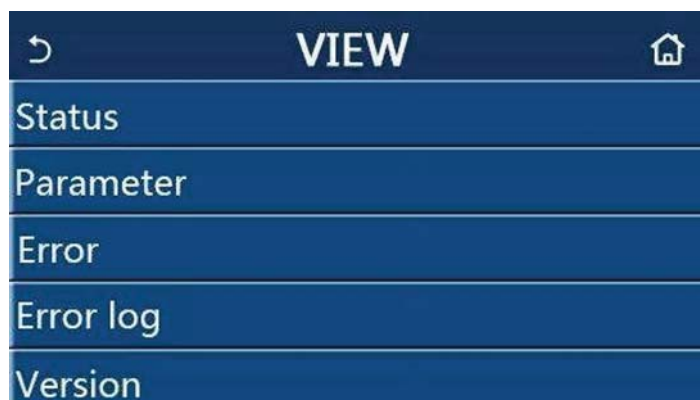 VIEW
Status
Parameter
Error
Error log
Version